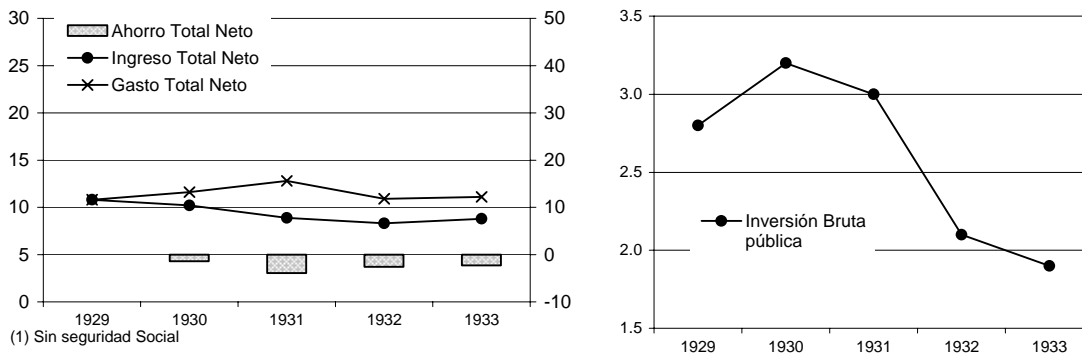 30
25
20
15
10
5
0
Ahorro Total Neto
Ingreso Total Neto
Gasto Total Neto
50
40
30
20
10
0
-10
1929 1930 1931 1932 1933
(1) Sin seguridad Social
3.5
3.0
2.5
2.0
1.5
Inversión Bruta
pública
1929 1930 1931 1932 1933